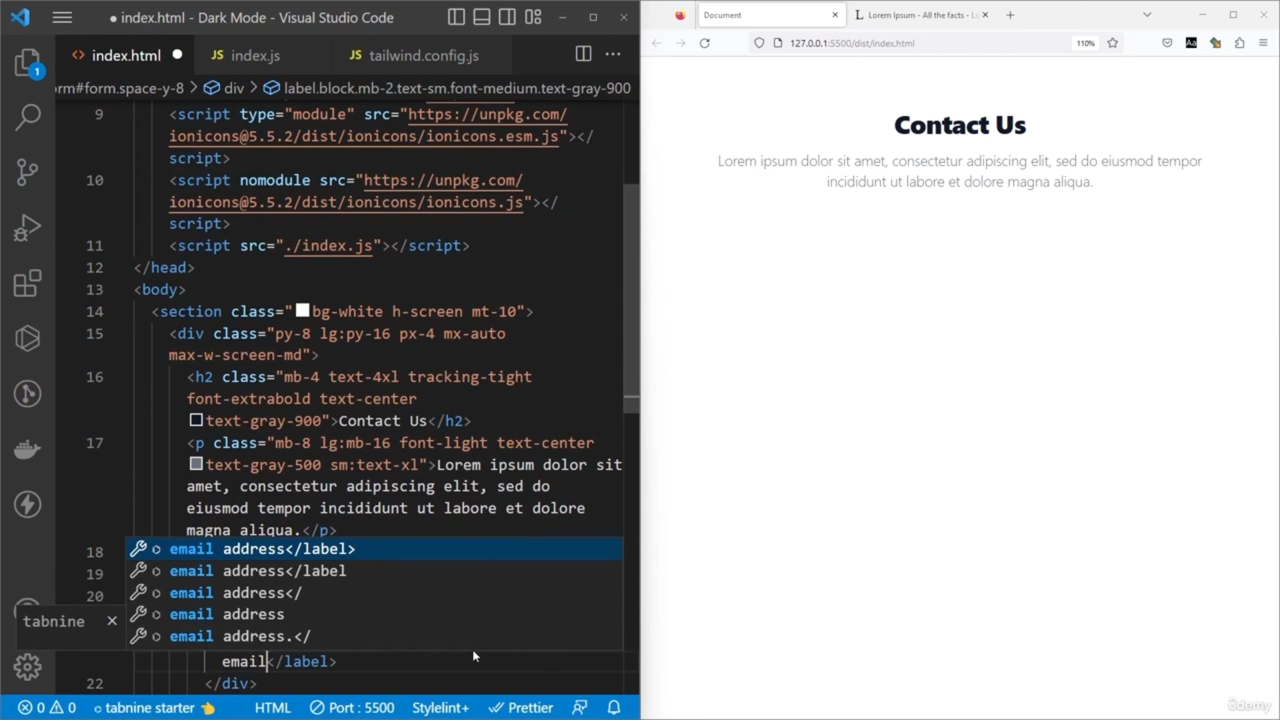 index.html - Dark Mode - Visual Studio Code
index.html
JS index.js
JS tailwind.config.js
1
rm#form.space-y-8 > div > label.block.mb-2.text-sm.font-medium.text-gray-900
9 <script type="module" src="https://unpkg.com/
ionicons@5.5.2/dist/ionicons/ionicons.esm.js"></
script>
10 <script nomodule src="https://unpkg.com/
ionicons@5.5.2/dist/ionicons/ionicons.js"></
script>
11 <script src="./index.js"></script>
12 </head>
13 <body>
14 <section class="bg-white h-screen mt-10">
15 <div class="py-8 lg:py-16 px-4 mx-auto
max-w-screen-md">
16 <h2 class="mb-4 text-4xl tracking-tight
font-extrabold text-center
text-gray-900">Contact Us</h2>
17 <p class="mb-8 lg:mb-16 font-light text-center
text-gray-500 sm:text-xl">Lorem ipsum dolor sit
amet, consectetur adipiscing elit, sed do
eiusmod tempor incididunt ut labore et dolore
magna aliqua.</p>
18 email address</label>
19 email address</label
20 email address</
email address
email address.</
tabnine
email</label>
22 </div>
0 0 tabnine starter HTML Port : 5500 Stylelint+ Prettier
Document
L Lorem Ipsum - All the facts - Li
127.0.0.1:5500/dist/index.html 110%
Aa
Contact Us
Lorem ipsum dolor sit amet, consectetur adipiscing elit, sed do eiusmod tempor
incididunt ut labore et dolore magna aliqua.
ûdemy